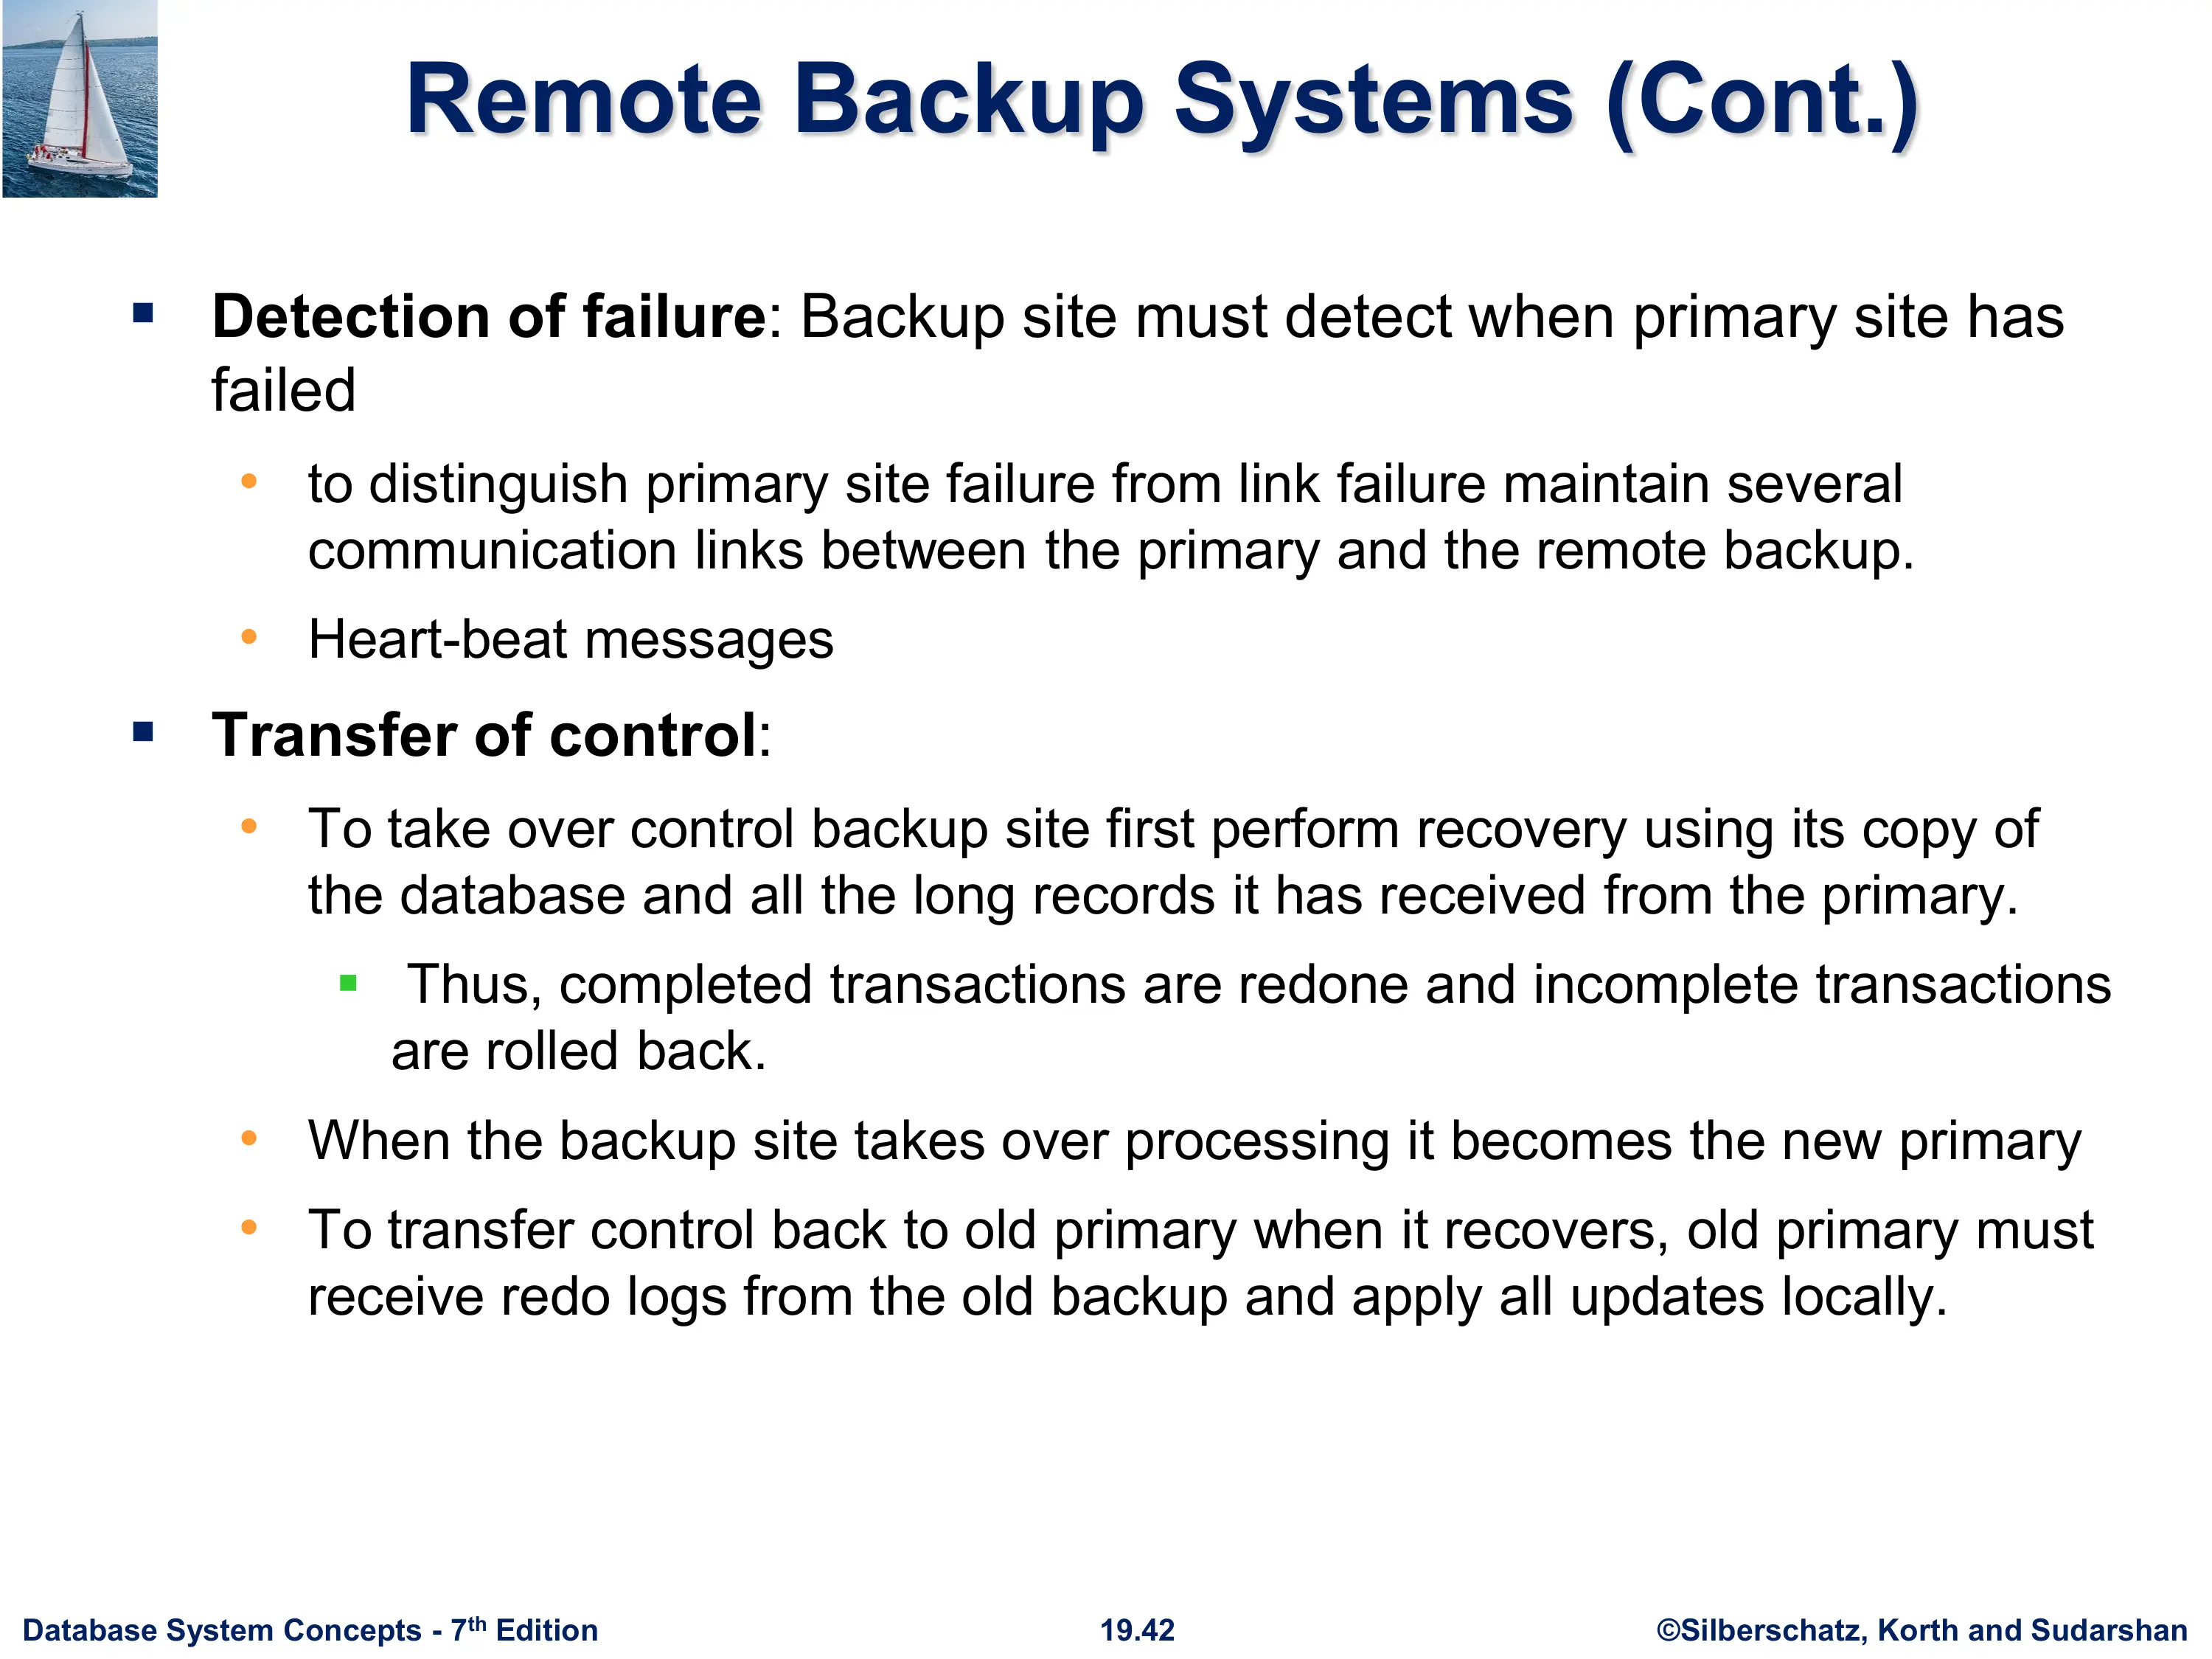 Remote Backup Systems (Cont.)
▪ Detection of failure: Backup site must detect when primary site has
failed
• to distinguish primary site failure from link failure maintain several
communication links between the primary and the remote backup.
• Heart-beat messages
▪ Transfer of control:
• To take over control backup site first perform recovery using its copy of
the database and all the long records it has received from the primary.
▪ Thus, completed transactions are redone and incomplete transactions
are rolled back.
• When the backup site takes over processing it becomes the new primary
• To transfer control back to old primary when it recovers, old primary must
receive redo logs from the old backup and apply all updates locally.
Database System Concepts - 7th Edition
19.42
©Silberschatz, Korth and Sudarshan